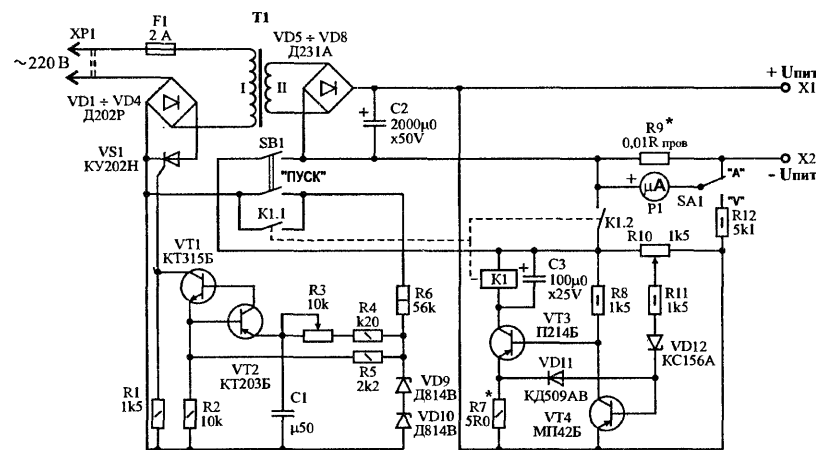 T1
F1
2 А
ХР1
~220 В
VD5 ÷ VD8
Д231А
I
II
VD1 ÷ VD4
Д202Р
+ Uпит
X1
C2
2000µ0
x50V
R9*
0,01R пров
VS1
КУ202Н
SB1
"ПУСК"
К1.1
X2
- Uпит
µA
P1
"A"
SA1
"V"
R12
5k1
К1.2
R10 1k5
VT1
КТ315Б
K1
C3
100µ0
x25V
R3
10k
R4
k20
R6
56k
R8
1k5
R11
1k5
VT3
П214Б
VD12
КС156А
VT2
КТ203Б
R5
2k2
VD11
КД509АВ
R1
1k5
R2
10k
C1
µ50
VD9
Д814В
VD10
Д814В
R7*
5R0
VT4
МП42Б